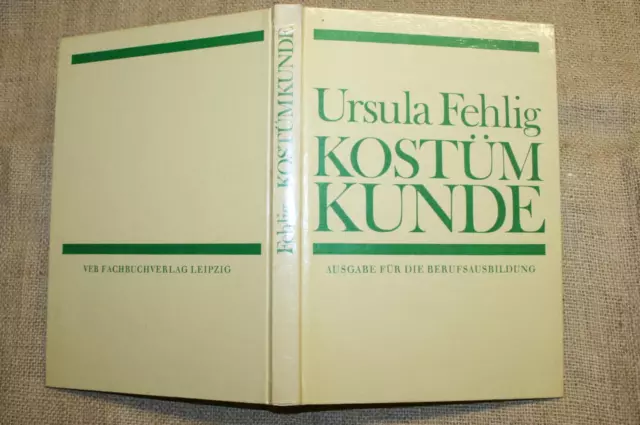 Ursula Fehlig
KOSTÜM
KUNDE
AUSGABE FÜR DIE BERUFSAUSBILDUNG
Fehlig KOSTÜMKUNDE
VEB FACHBUCHVERLAG LEIPZIG